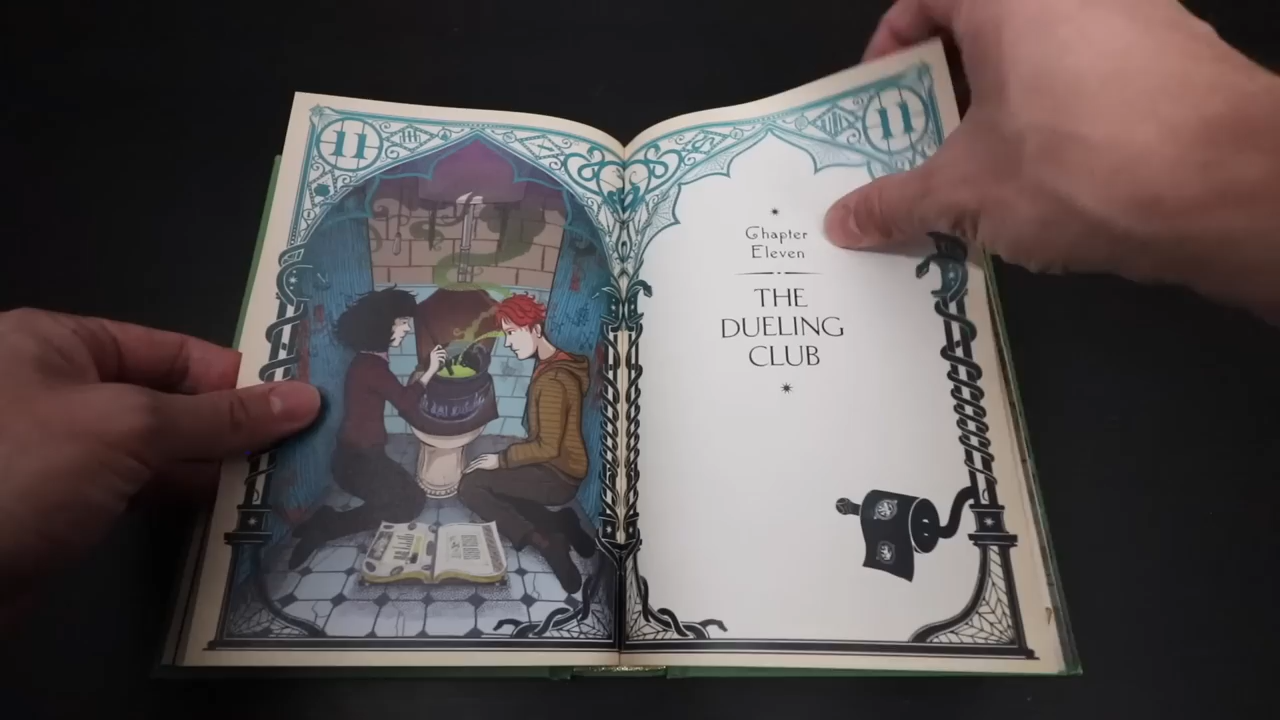 11
11
Chapter
Eleven
THE
DUELING
CLUB